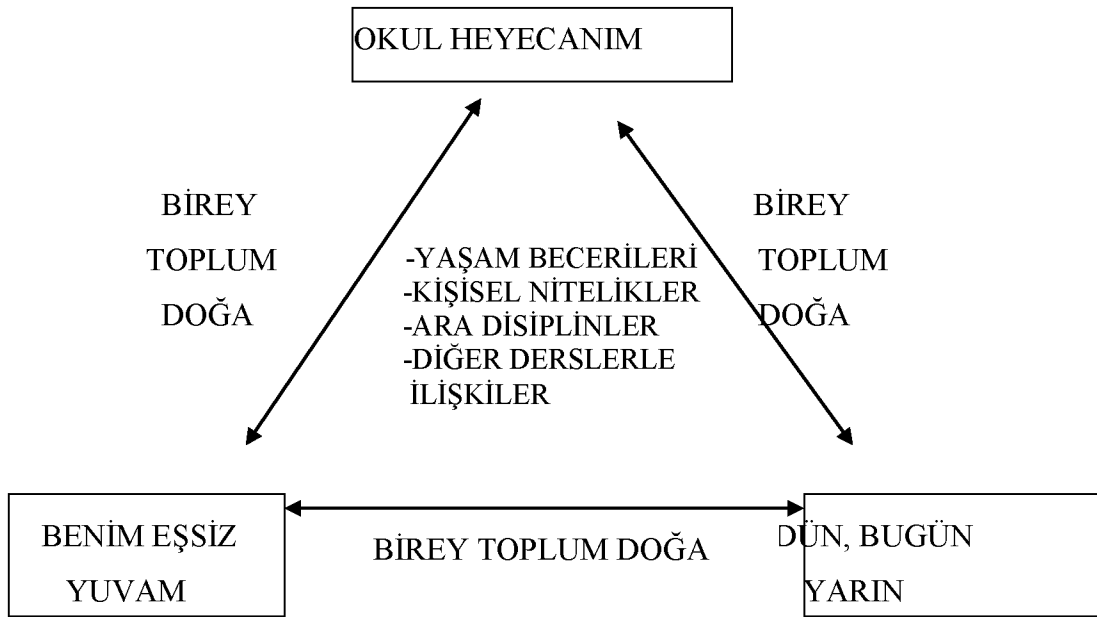 OKUL HEYECANIM
BİREY
TOPLUM
DOĞA
-YAŞAM BECERİLERİ
-KİŞİSEL NİTELİKLER
-ARA DİSİPLİNLER
-DİĞER DERSLERLE
İLİŞKİLER
BİREY
TOPLUM
DOĞA
BENİM EŞSİZ
YUVAM
BİREY TOPLUM DOĞA
DÜN, BUGÜN
YARIN